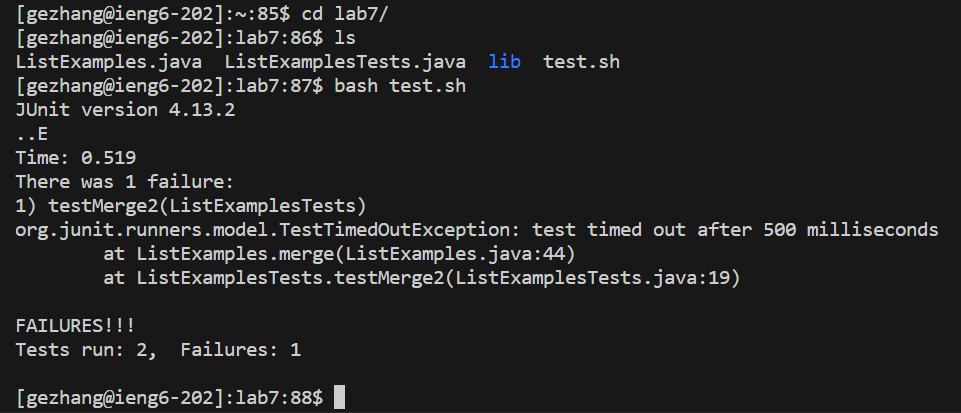 [gezhang@ieng6-202]:~:85$ cd lab7/
[gezhang@ieng6-202]:lab7:86$ ls
ListExamples.java  ListExamplesTests.java  lib  test.sh
[gezhang@ieng6-202]:lab7:87$ bash test.sh
JUnit version 4.13.2
..E
Time: 0.519
There was 1 failure:
1) testMerge2(ListExamplesTests)
org.junit.runners.model.TestTimedOutException: test timed out after 500 milliseconds
        at ListExamples.merge(ListExamples.java:44)
        at ListExamplesTests.testMerge2(ListExamplesTests.java:19)
FAILURES!!!
Tests run: 2,  Failures: 1
[gezhang@ieng6-202]:lab7:88$